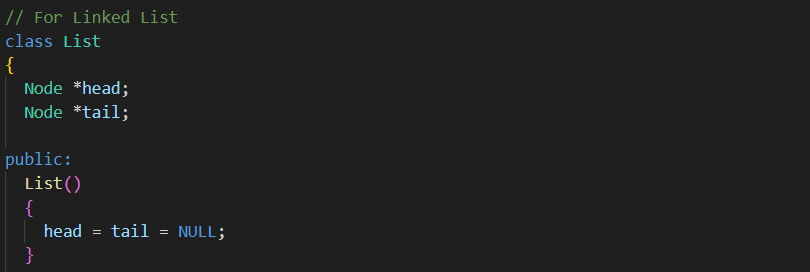 // For Linked List
class List
{
  Node *head;
  Node *tail;
public:
  List()
  {
    head = tail = NULL;
  }